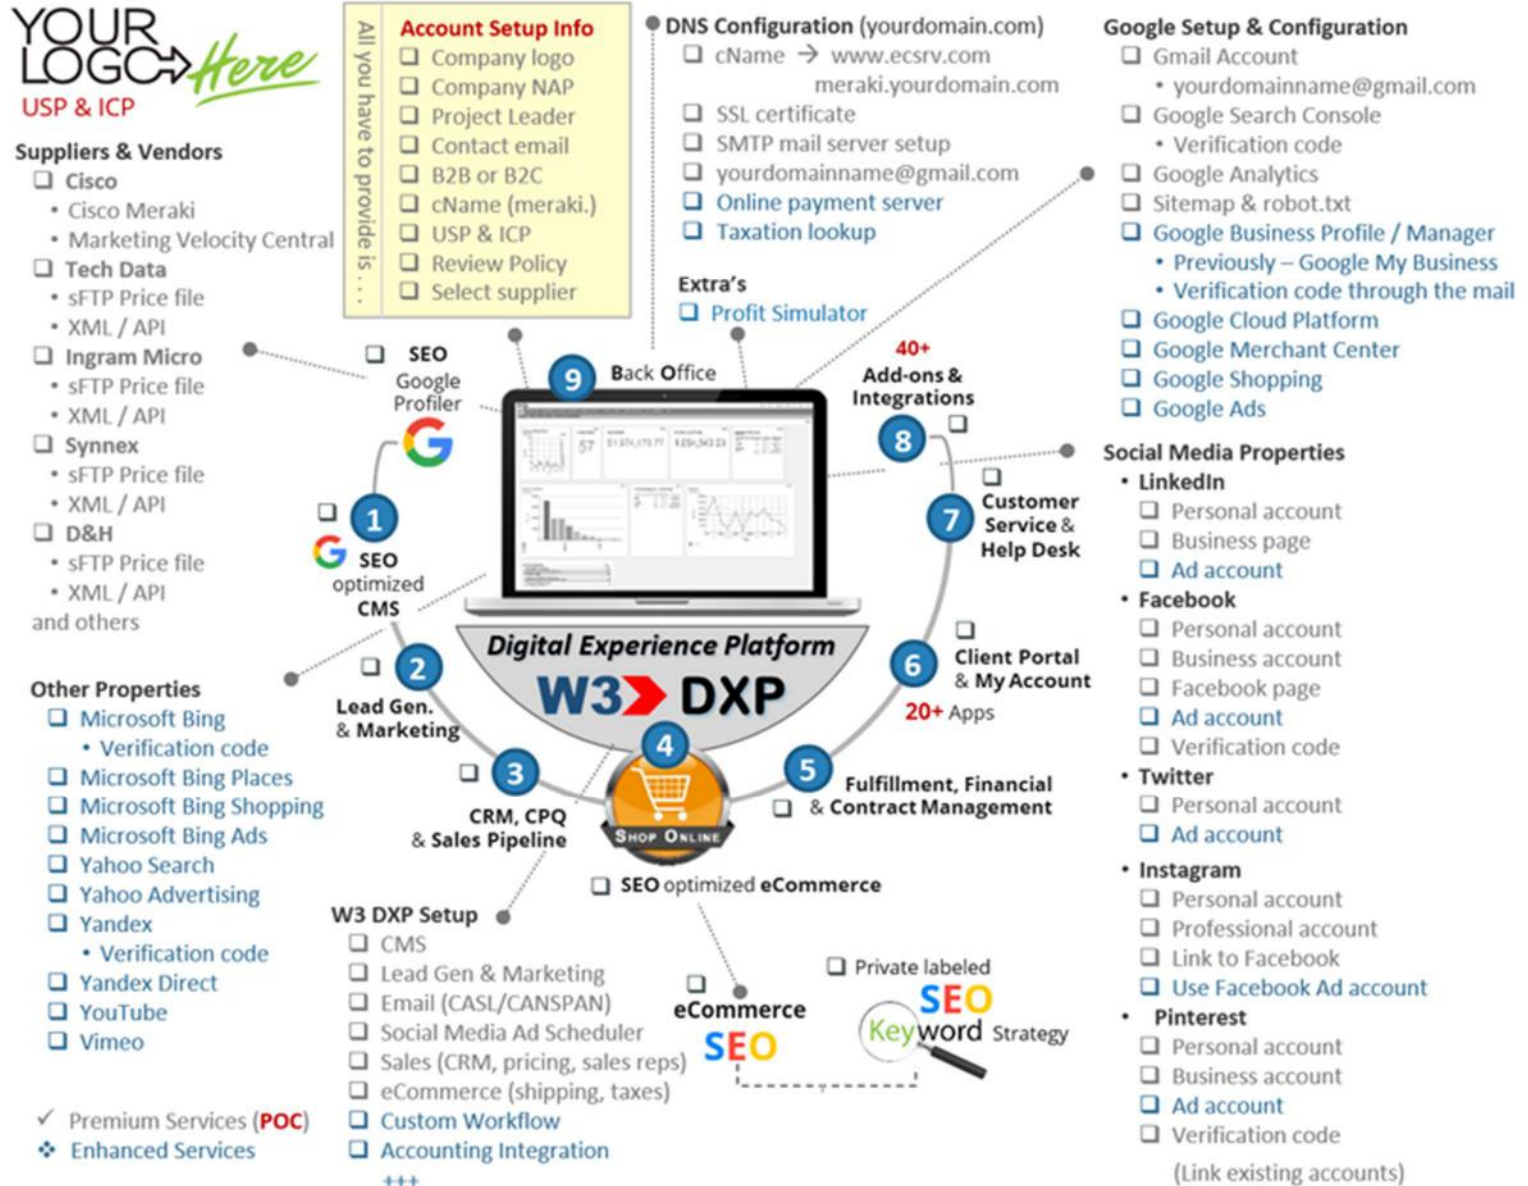 YOUR
LOGO Here
USP & ICP
Suppliers & Vendors
Cisco
• Cisco Meraki
• Marketing Velocity Central
Tech Data
• sFTP Price file
• XML / API
Ingram Micro
• sFTP Price file
• XML / API
Synnex
• sFTP Price file
• XML / API
D&H
• sFTP Price file
• XML / API
and others
All you have to provide is . . . .
Account Setup Info
Company logo
Company NAP
Project Leader
Contact email
B2B or B2C
cName (meraki.)
USP & ICP
Review Policy
Select supplier
DNS Configuration (yourdomain.com)
cName → www.ecsrv.com
meraki.yourdomain.com
SSL certificate
SMTP mail server setup
yourdomainname@gmail.com
Online payment server
Taxation lookup
Extra's
Profit Simulator
Google Setup & Configuration
Gmail Account
• yourdomainname@gmail.com
Google Search Console
• Verification code
Google Analytics
Sitemap & robot.txt
Google Business Profile / Manager
• Previously – Google My Business
• Verification code through the mail
Google Cloud Platform
Google Merchant Center
Google Shopping
Google Ads
Social Media Properties
• LinkedIn
Personal account
Business page
Ad account
• Facebook
Personal account
Business account
Facebook page
Ad account
Verification code
• Twitter
Personal account
Ad account
• Instagram
Personal account
Professional account
Link to Facebook
Use Facebook Ad account
• Pinterest
Personal account
Business account
Ad account
Verification code
(Link existing accounts)
SEO
Google
Profiler
G
9
Back Office
57
40+
Add-ons &
Integrations
8
1
G
SEO
optimized
CMS
7
Customer
Service &
Help Desk
2
Lead Gen.
& Marketing
6
Client Portal
& My Account
20+ Apps
Digital Experience Platform
W3 DXP
3
CRM, CPQ
& Sales Pipeline
4
SHOP ONLINE
5
Fulfillment, Financial
& Contract Management
SEO optimized eCommerce
Other Properties
Microsoft Bing
• Verification code
Microsoft Bing Places
Microsoft Bing Shopping
Microsoft Bing Ads
Yahoo Search
Yahoo Advertising
Yandex
• Verification code
Yandex Direct
YouTube
Vimeo
✓ Premium Services (POC)
❖ Enhanced Services
W3 DXP Setup
CMS
Lead Gen & Marketing
Email (CASL/CANSPAN)
Social Media Ad Scheduler
Sales (CRM, pricing, sales reps)
eCommerce (shipping, taxes)
Custom Workflow
Accounting Integration
+++
eCommerce
SEO
Private labeled
SEO
Keyword Strategy